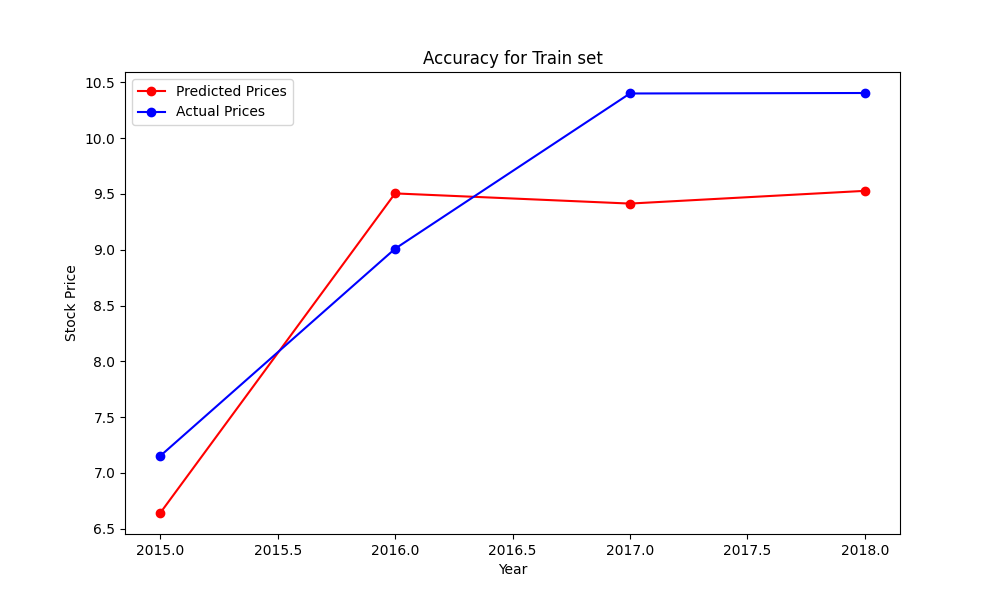 Accuracy for Train set
Predicted Prices
Actual Prices
Stock Price
10.5
10.0
9.5
9.0
8.5
8.0
7.5
7.0
6.5
2015.0 2015.5 2016.0 2016.5 2017.0 2017.5 2018.0
Year